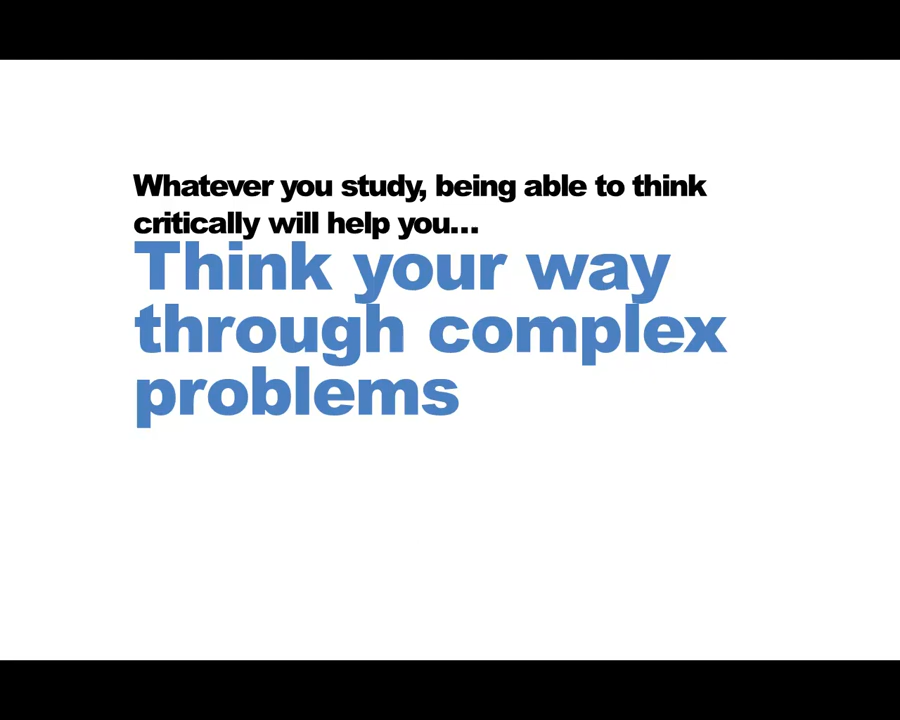 Whatever you study, being able to think
critically will help you...
Think your way
through complex
problems